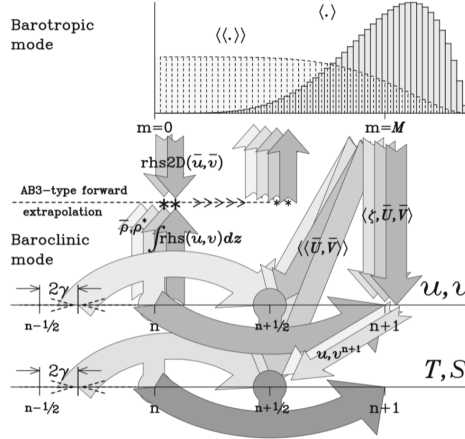 Barotropic
mode
⟨⟨.⟩⟩
⟨.⟩
m=0
m=M
rhs2D(ū,v̄)
AB3-type forward
extrapolation
** >>>>>> **
ρ̄,ρ*
∫rhs(u,v)dz
⟨⟨Ū,V̄⟩⟩
⟨ζ,Ū,V̄⟩
Baroclinic
mode
2γ
u,v
n−1/2
n
n+1/2
n+1
u,vⁿ⁺¹
2γ
T,S
n−1/2
n
n+1/2
n+1